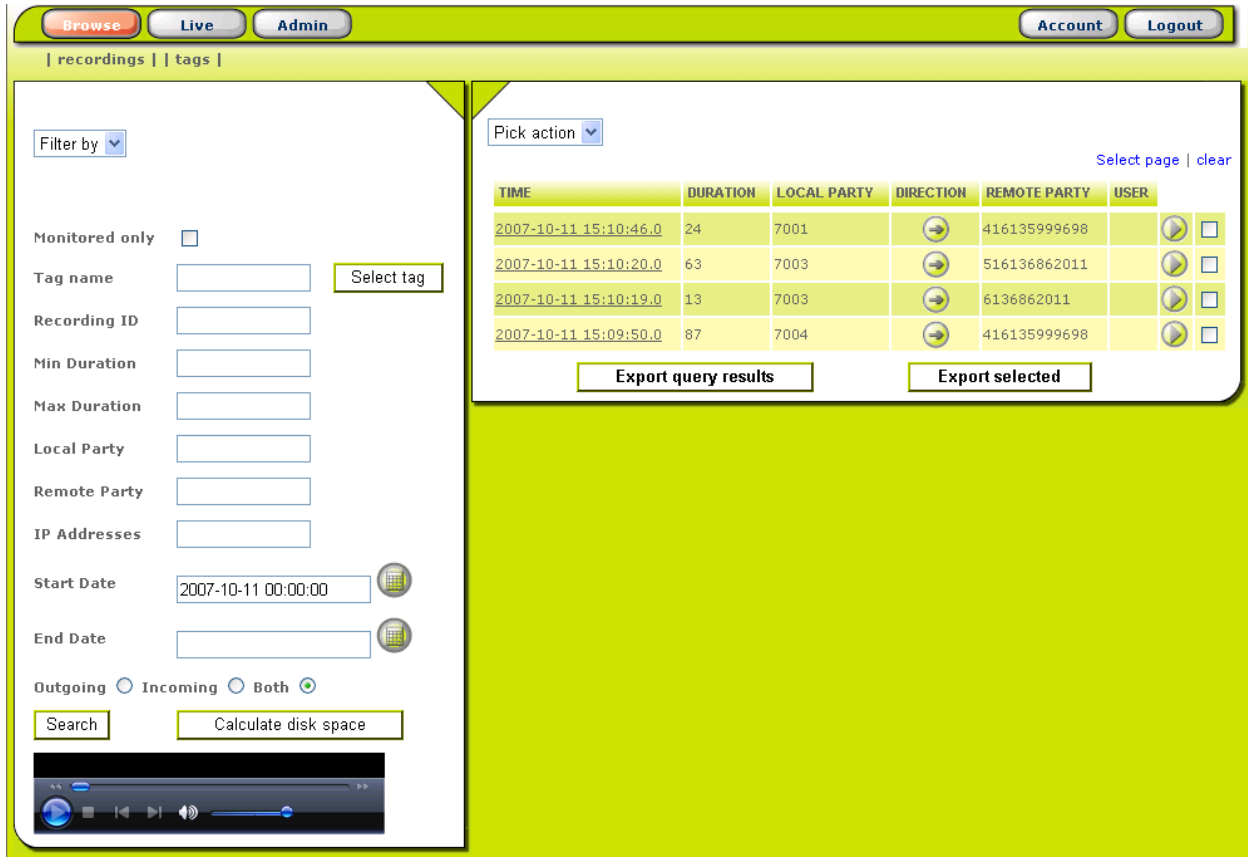 Browse Live Admin Account Logout
| recordings | | tags |
Filter by
Monitored only
Tag name Select tag
Recording ID
Min Duration
Max Duration
Local Party
Remote Party
IP Addresses
Start Date 2007-10-11 00:00:00
End Date
Outgoing Incoming Both
Search Calculate disk space
Pick action
Select page | clear
TIME DURATION LOCAL PARTY DIRECTION REMOTE PARTY USER
2007-10-11 15:10:46.0 24 7001 416135999698
2007-10-11 15:10:20.0 63 7003 516136862011
2007-10-11 15:10:19.0 13 7003 6136862011
2007-10-11 15:09:50.0 87 7004 416135999698
Export query results Export selected